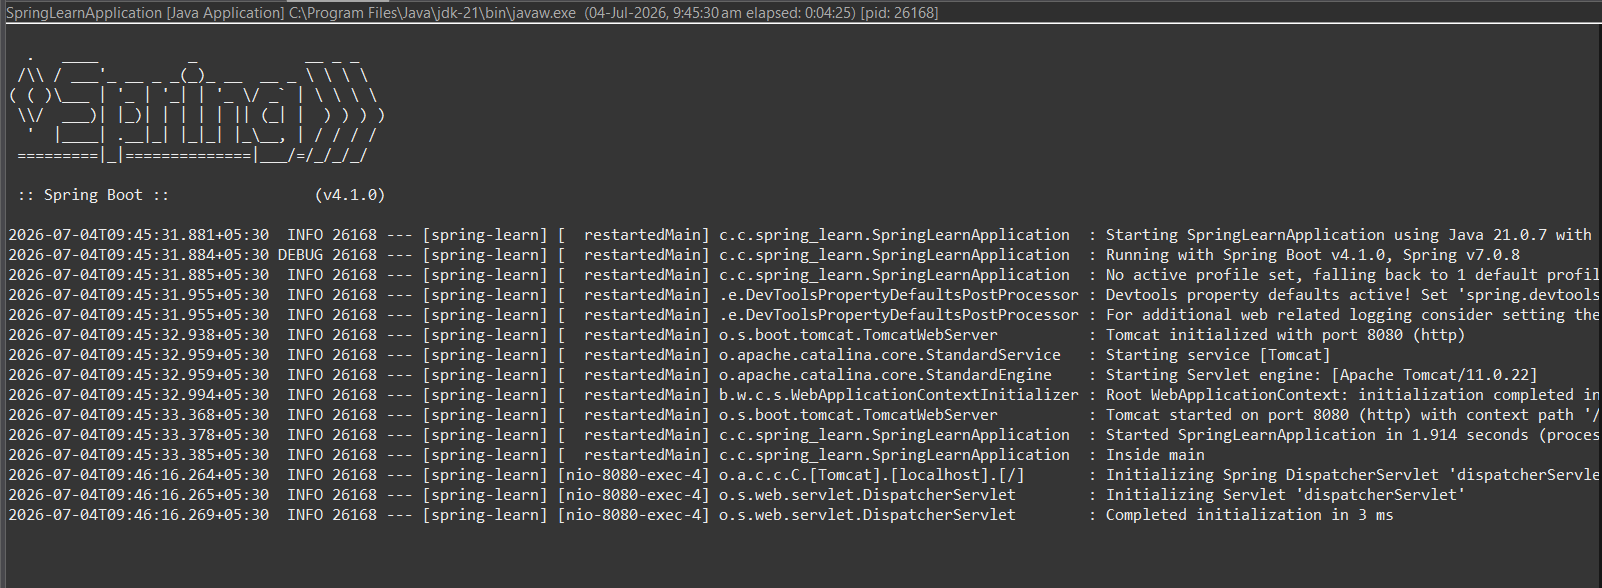 SpringLearnApplication [Java Application] C:\Program Files\Java\jdk-21\bin\javaw.exe (04-Jul-2026, 9:45:30 am elapsed: 0:04:25) [pid: 26168]
  .   ____          _            __ _ _
 /\\ / ___'_ __ _ _(_)_ __  __ _ \ \ \ \
( ( )\___ | '_ | '_| | '_ \/ _` | \ \ \ \
 \\/  ___)| |_)| | | | | || (_| |  ) ) ) )
  '  |____| .__|_| |_|_| |_\__, | / / / /
 =========|_|==============|___/=/_/_/_/
 :: Spring Boot ::                (v4.1.0)
2026-07-04T09:45:31.881+05:30  INFO 26168 --- [spring-learn] [  restartedMain] c.c.spring_learn.SpringLearnApplication  : Starting SpringLearnApplication using Java 21.0.7 with
2026-07-04T09:45:31.884+05:30 DEBUG 26168 --- [spring-learn] [  restartedMain] c.c.spring_learn.SpringLearnApplication  : Running with Spring Boot v4.1.0, Spring v7.0.8
2026-07-04T09:45:31.885+05:30  INFO 26168 --- [spring-learn] [  restartedMain] c.c.spring_learn.SpringLearnApplication  : No active profile set, falling back to 1 default profil
2026-07-04T09:45:31.955+05:30  INFO 26168 --- [spring-learn] [  restartedMain] .e.DevToolsPropertyDefaultsPostProcessor : Devtools property defaults active! Set 'spring.devtools
2026-07-04T09:45:31.955+05:30  INFO 26168 --- [spring-learn] [  restartedMain] .e.DevToolsPropertyDefaultsPostProcessor : For additional web related logging consider setting the
2026-07-04T09:45:32.938+05:30  INFO 26168 --- [spring-learn] [  restartedMain] o.s.boot.tomcat.TomcatWebServer          : Tomcat initialized with port 8080 (http)
2026-07-04T09:45:32.959+05:30  INFO 26168 --- [spring-learn] [  restartedMain] o.apache.catalina.core.StandardService   : Starting service [Tomcat]
2026-07-04T09:45:32.959+05:30  INFO 26168 --- [spring-learn] [  restartedMain] o.apache.catalina.core.StandardEngine    : Starting Servlet engine: [Apache Tomcat/11.0.22]
2026-07-04T09:45:32.994+05:30  INFO 26168 --- [spring-learn] [  restartedMain] b.w.c.s.WebApplicationContextInitializer : Root WebApplicationContext: initialization completed in
2026-07-04T09:45:33.368+05:30  INFO 26168 --- [spring-learn] [  restartedMain] o.s.boot.tomcat.TomcatWebServer          : Tomcat started on port 8080 (http) with context path '/
2026-07-04T09:45:33.378+05:30  INFO 26168 --- [spring-learn] [  restartedMain] c.c.spring_learn.SpringLearnApplication  : Started SpringLearnApplication in 1.914 seconds (proces
2026-07-04T09:45:33.385+05:30  INFO 26168 --- [spring-learn] [  restartedMain] c.c.spring_learn.SpringLearnApplication  : Inside main
2026-07-04T09:46:16.264+05:30  INFO 26168 --- [spring-learn] [nio-8080-exec-4] o.a.c.c.C.[Tomcat].[localhost].[/]       : Initializing Spring DispatcherServlet 'dispatcherServle
2026-07-04T09:46:16.265+05:30  INFO 26168 --- [spring-learn] [nio-8080-exec-4] o.s.web.servlet.DispatcherServlet        : Initializing Servlet 'dispatcherServlet'
2026-07-04T09:46:16.269+05:30  INFO 26168 --- [spring-learn] [nio-8080-exec-4] o.s.web.servlet.DispatcherServlet        : Completed initialization in 3 ms